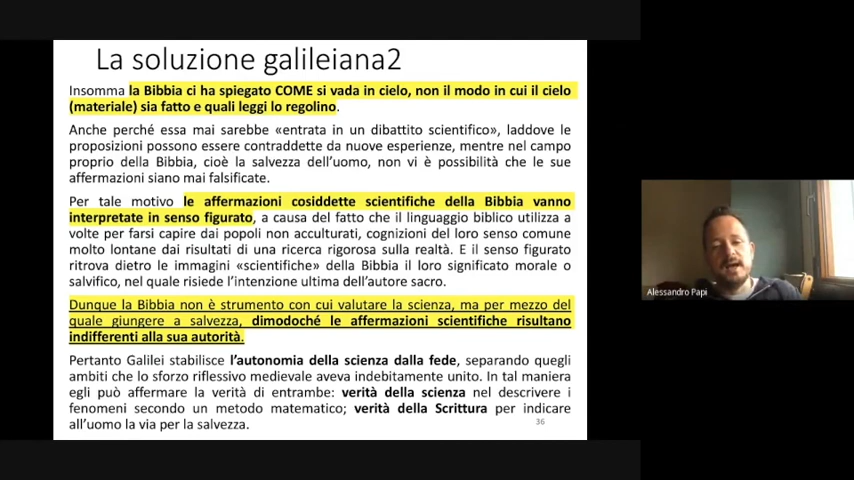 La soluzione galileiana2
Insomma la Bibbia ci ha spiegato COME si vada in cielo, non il modo in cui il cielo
(materiale) sia fatto e quali leggi lo regolino.
Anche perché essa mai sarebbe «entrata in un dibattito scientifico», laddove le
proposizioni possono essere contraddette da nuove esperienze, mentre nel campo
proprio della Bibbia, cioè la salvezza dell'uomo, non vi è possibilità che le sue
affermazioni siano mai falsificate.
Per tale motivo le affermazioni cosiddette scientifiche della Bibbia vanno
interpretate in senso figurato, a causa del fatto che il linguaggio biblico utilizza a
volte per farsi capire dai popoli non acculturati, cognizioni del loro senso comune
molto lontane dai risultati di una ricerca rigorosa sulla realtà. E il senso figurato
ritrova dietro le immagini «scientifiche» della Bibbia il loro significato morale o
salvifico, nel quale risiede l'intenzione ultima dell'autore sacro.
Dunque la Bibbia non è strumento con cui valutare la scienza, ma per mezzo del
quale giungere a salvezza, dimodoché le affermazioni scientifiche risultano
indifferenti alla sua autorità.
Pertanto Galilei stabilisce l'autonomia della scienza dalla fede, separando quegli
ambiti che lo sforzo riflessivo medievale aveva indebitamente unito. In tal maniera
egli può affermare la verità di entrambe: verità della scienza nel descrivere i
fenomeni secondo un metodo matematico; verità della Scrittura per indicare
all'uomo la via per la salvezza.
36
Alessandro Papi